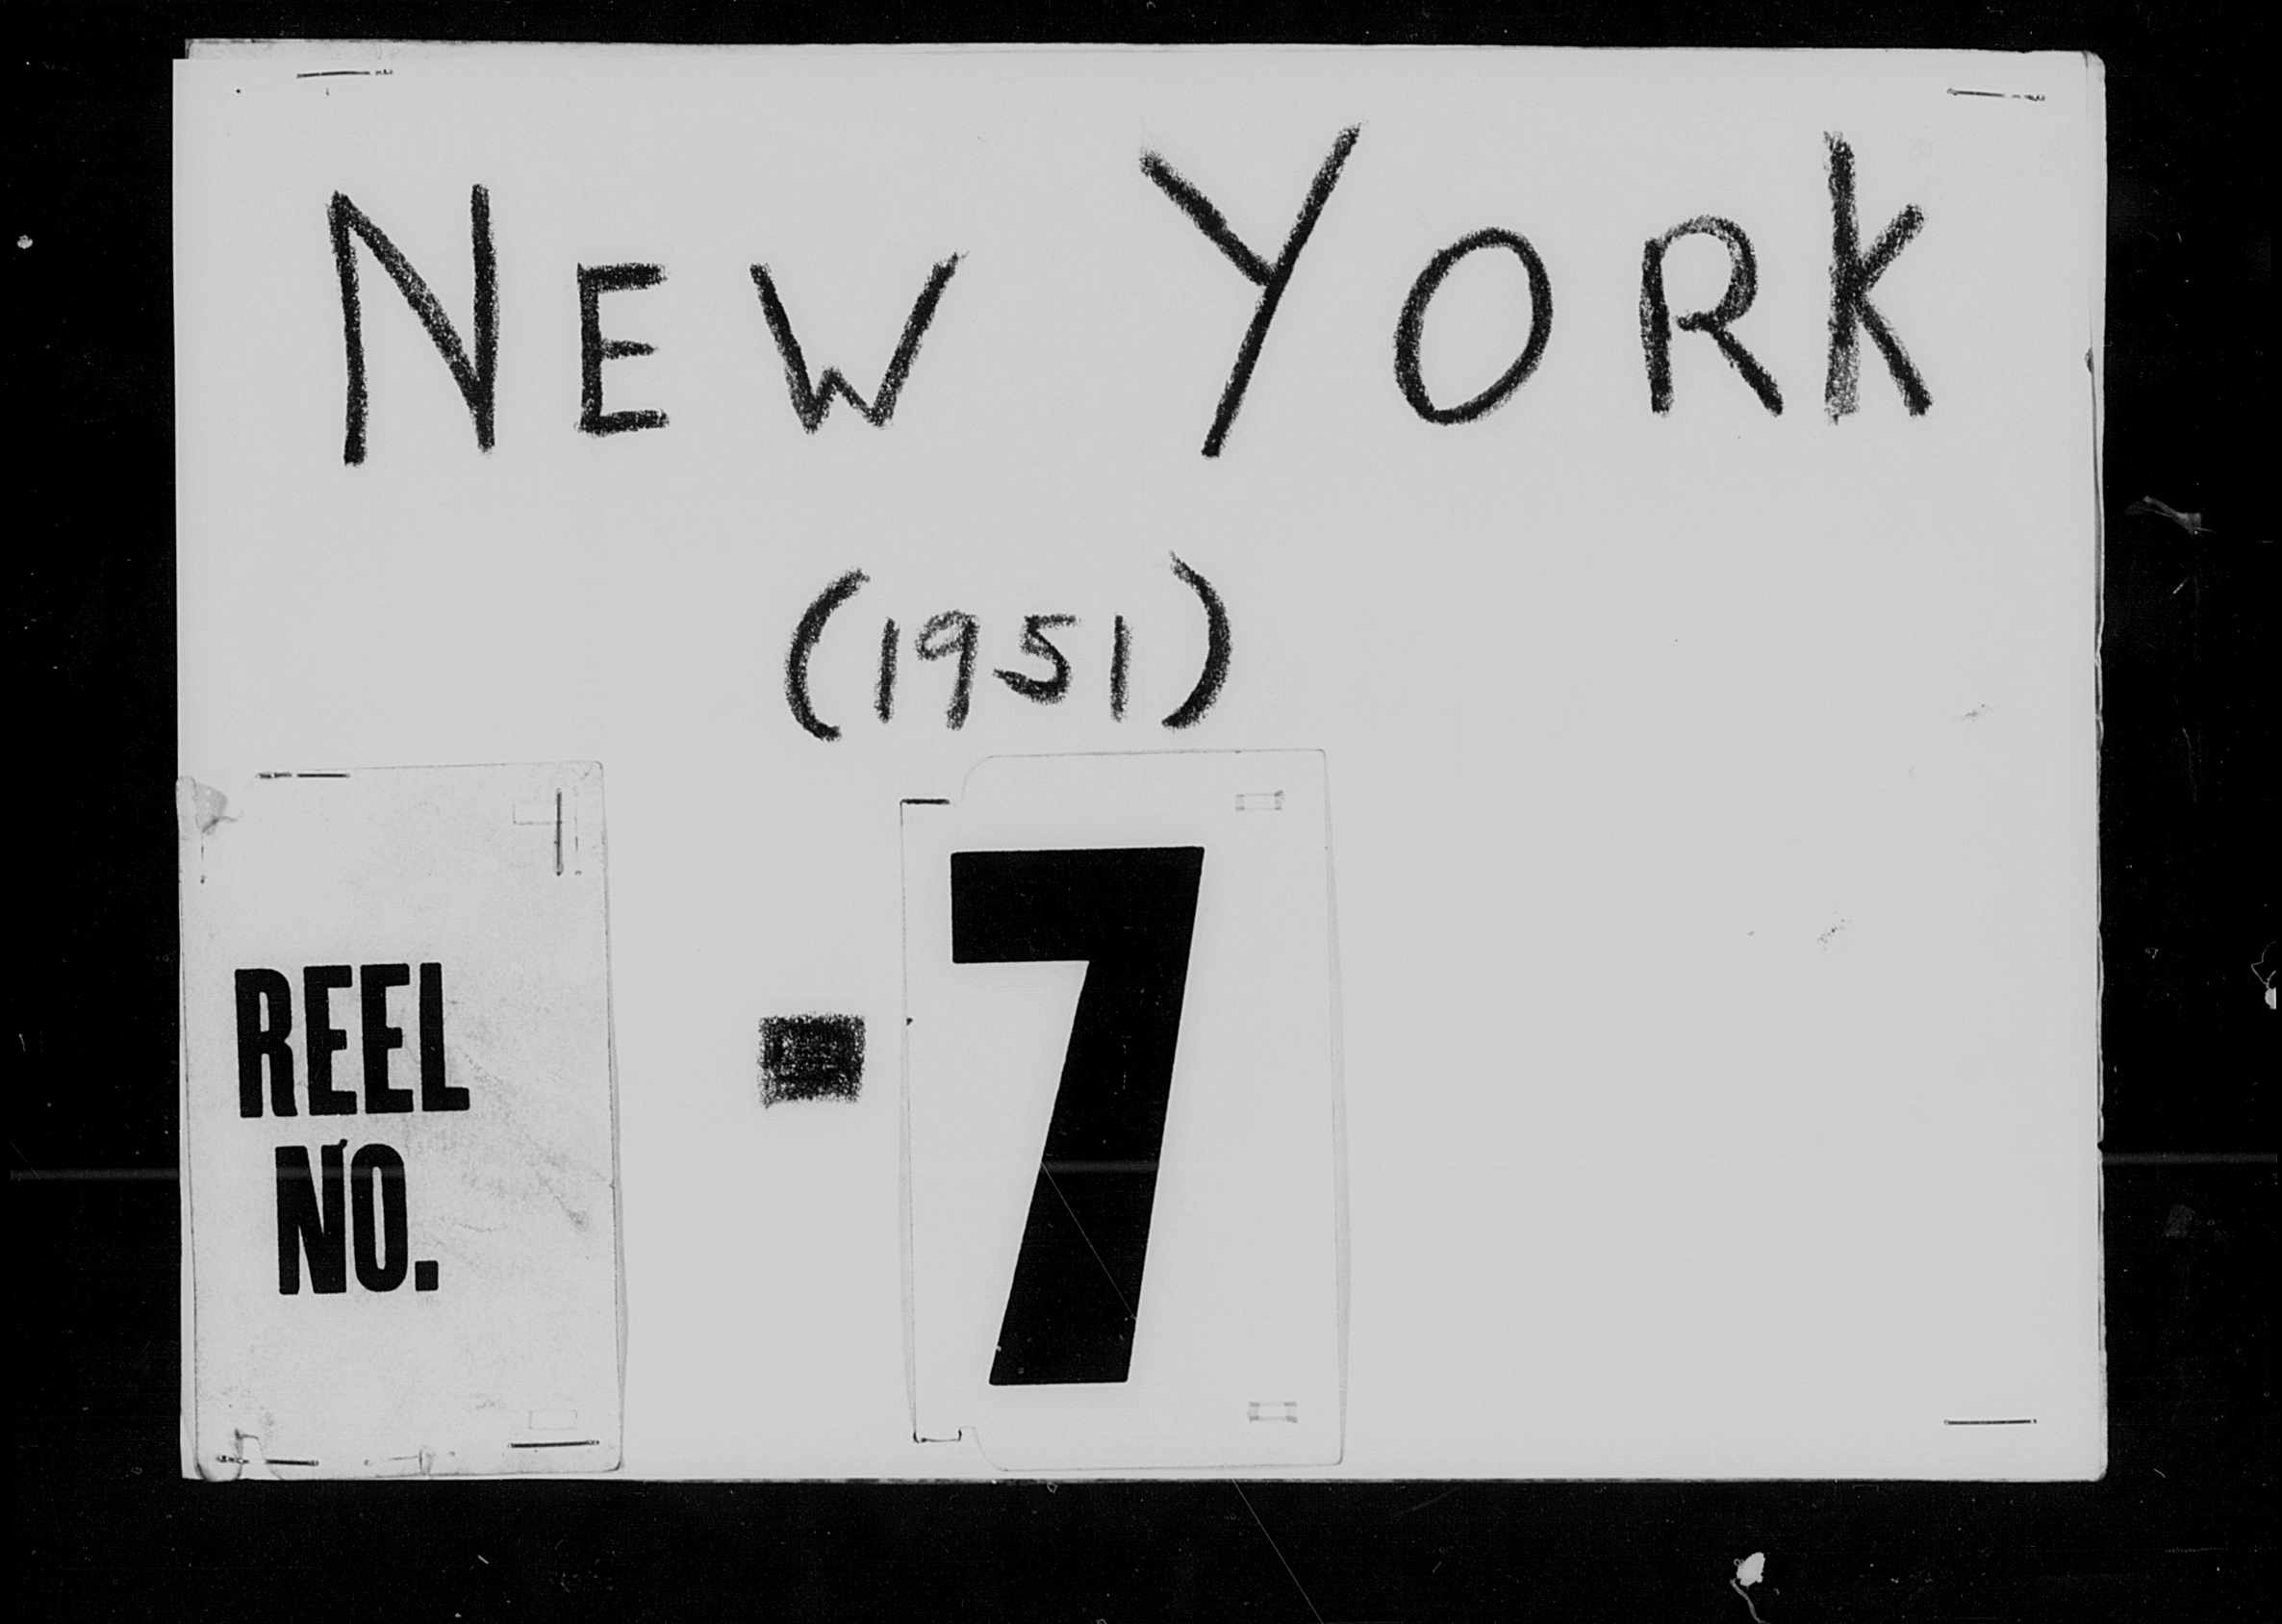 NEW YORK
(1951)
REEL
NO.
- 7